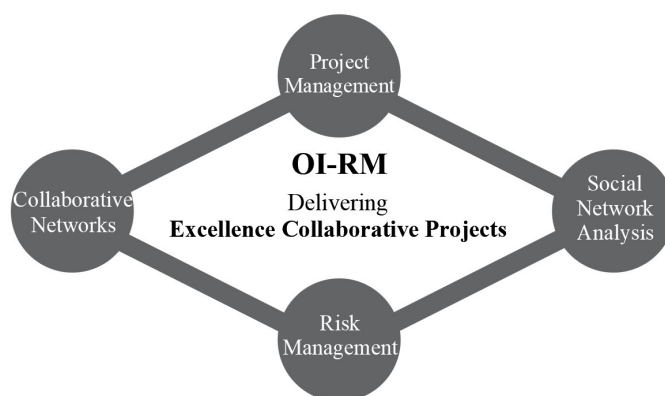 Project
Management
OI-RM
Delivering
Excellence Collaborative Projects
Collaborative
Networks
Social
Network
Analysis
Risk
Management